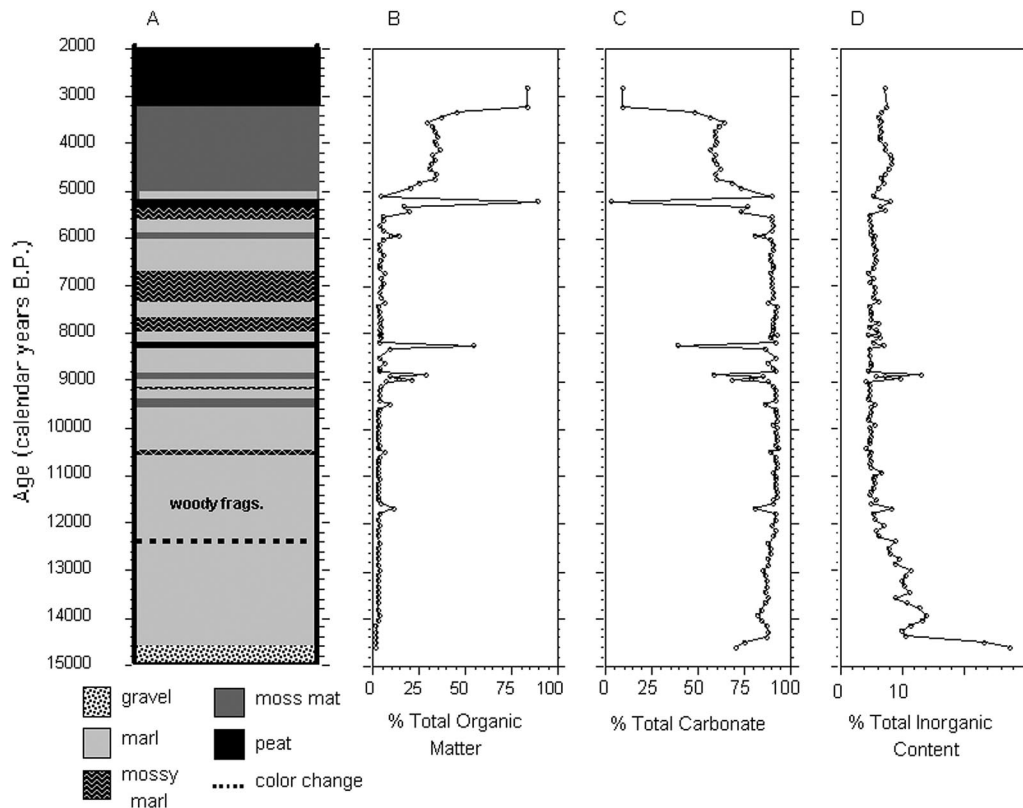 A
B
C
D
Age (calendar years B.P.)
2000
3000
4000
5000
6000
7000
8000
9000
10000
11000
12000
13000
14000
15000
woody frags.
0 25 50 75 100
% Total Organic
Matter
0 25 50 75 100
% Total Carbonate
0 10
% Total Inorganic
Content
gravel
marl
mossy
marl
moss mat
peat
color change